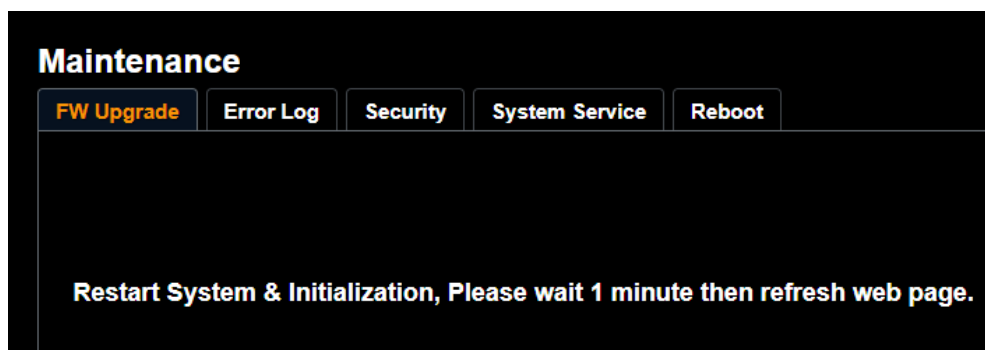 Maintenance
FW Upgrade Error Log Security System Service Reboot
Restart System & Initialization, Please wait 1 minute then refresh web page.